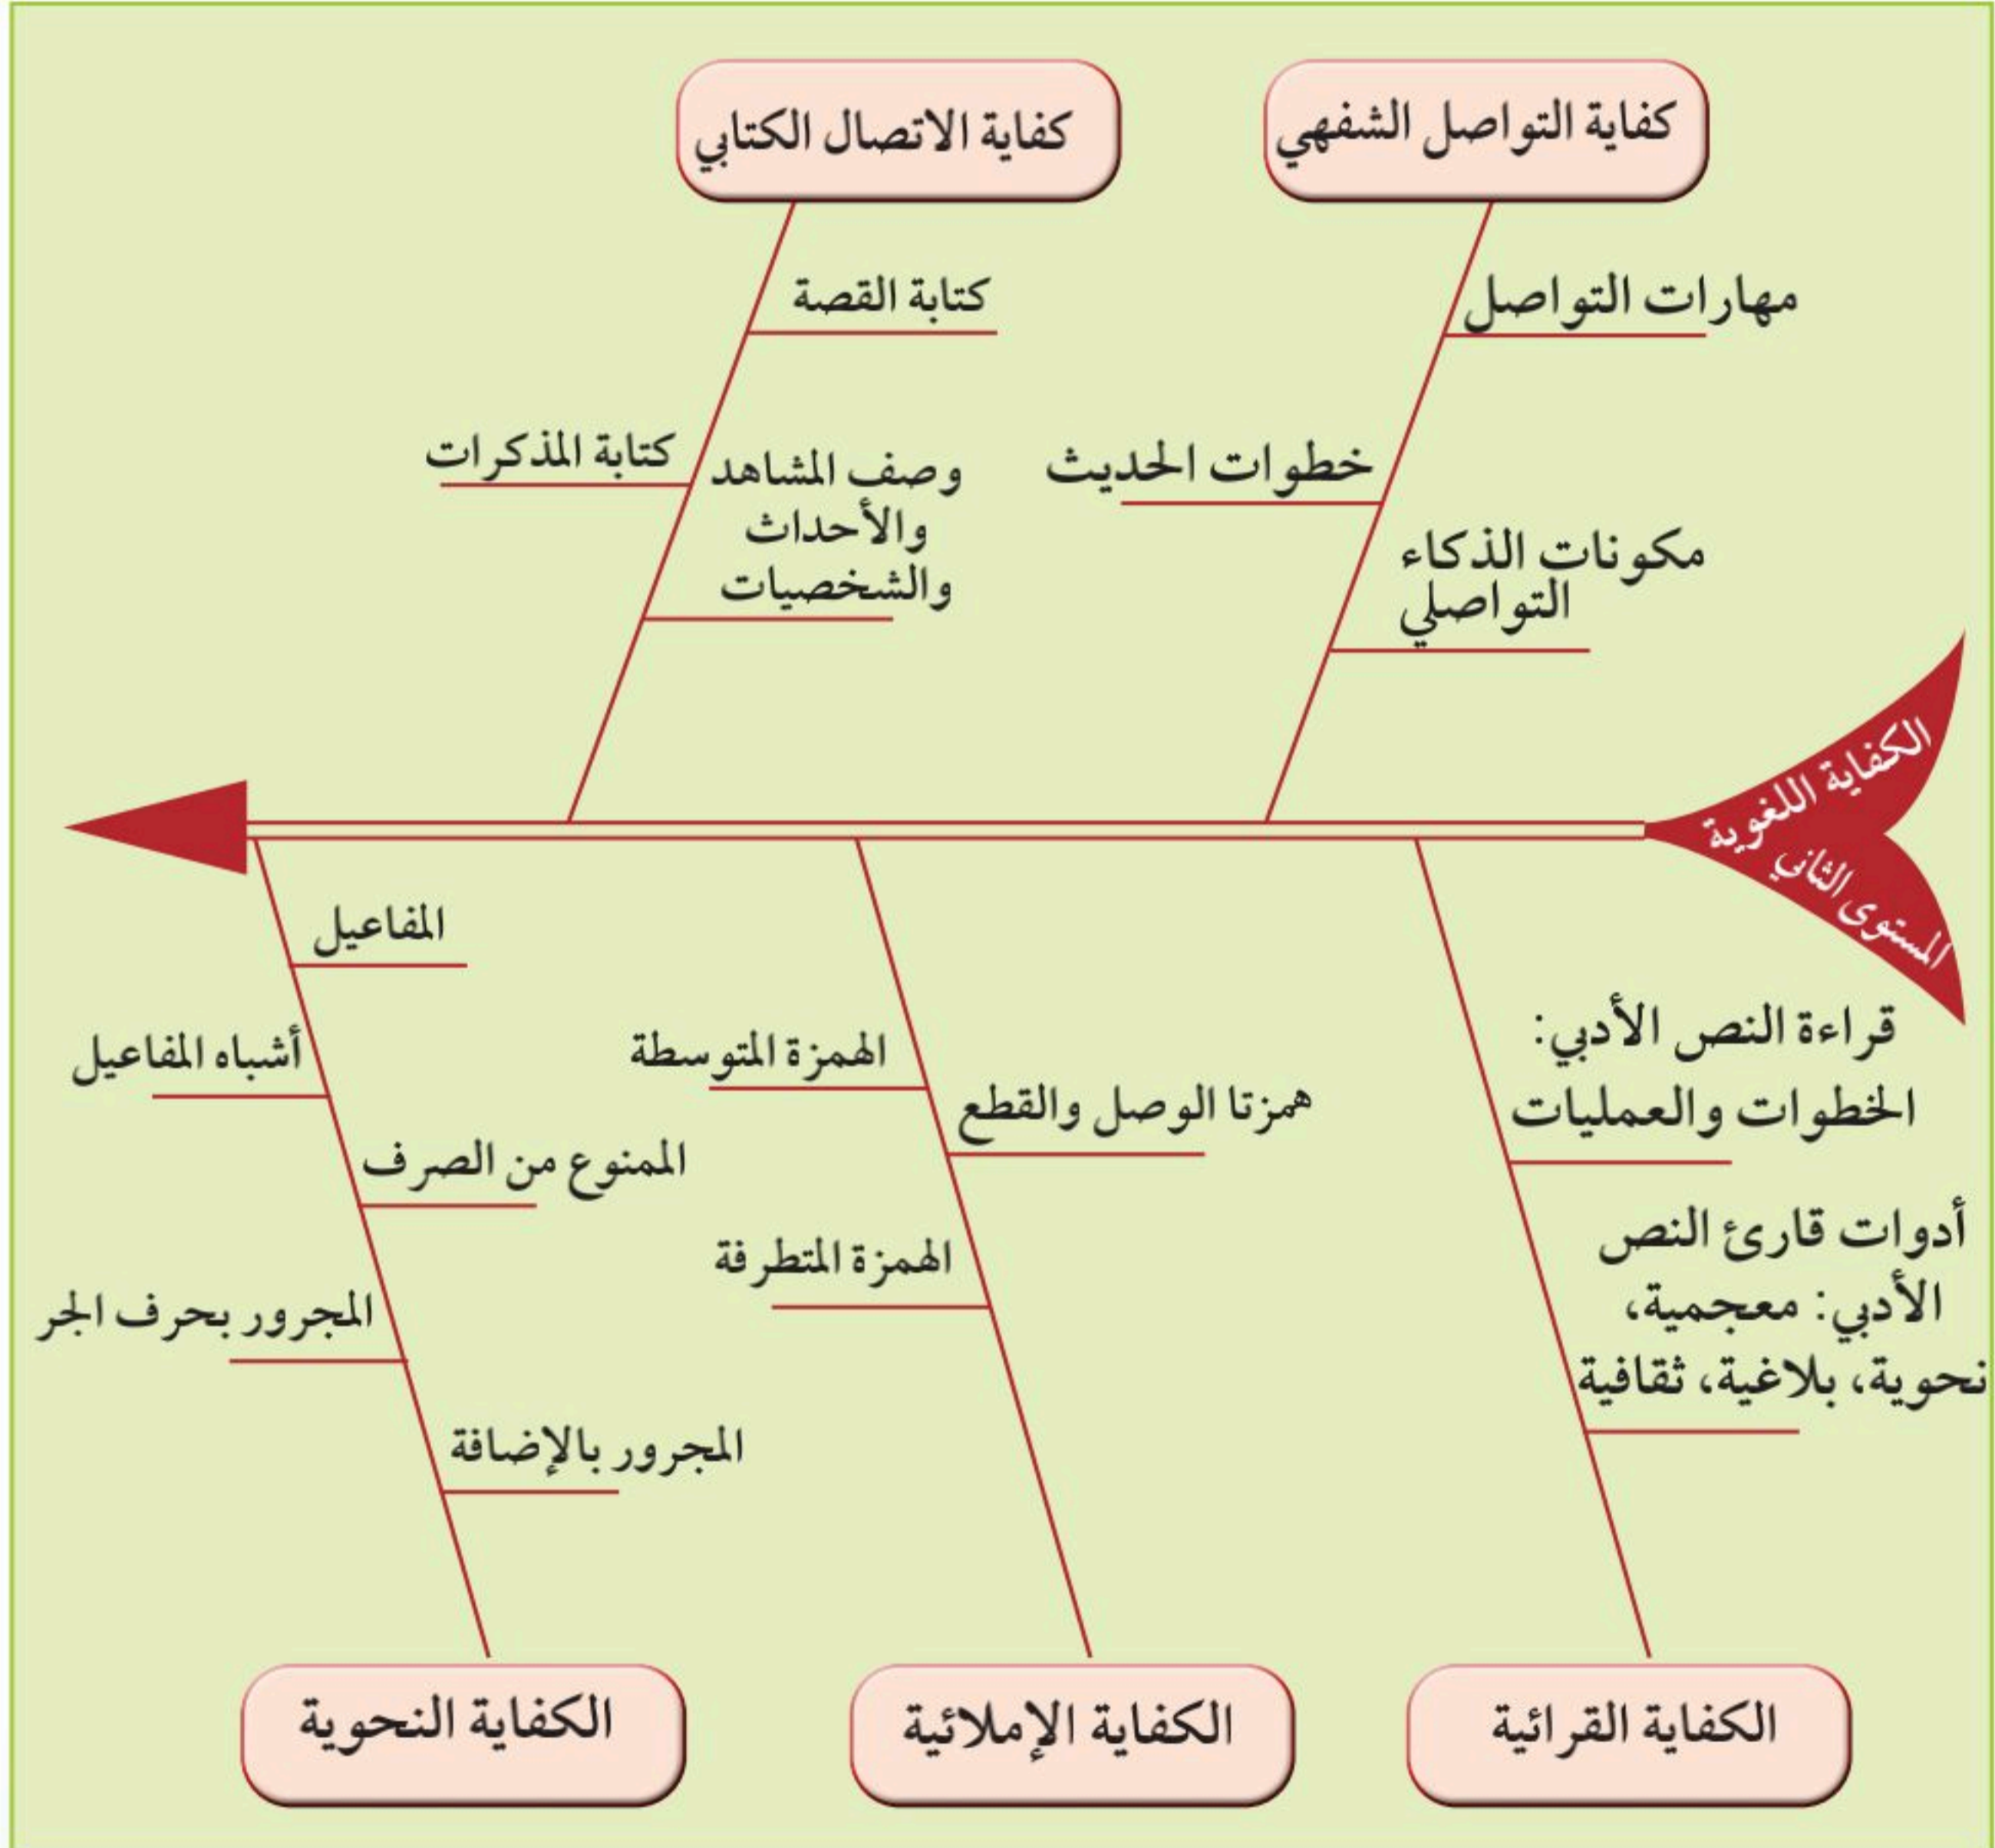 كفاية التواصل الشفهي
مهارات التواصل
خطوات الحديث
مكونات الذكاء
التواصلي
كفاية الاتصال الكتابي
كتابة القصة
كتابة المذكرات
وصف المشاهد
والأحداث
والشخصيات
الكفاية اللغوية
المستوى الثاني
قراءة النص الأدبي:
الخطوات والعمليات
أدوات قارئ النص
الأدبي: معجمية،
نحوية، بلاغية، ثقافية
الكفاية القرائية
الهمزة المتوسطة
همزتا الوصل والقطع
الهمزة المتطرفة
الكفاية الإملائية
المفاعيل
أشباه المفاعيل
الممنوع من الصرف
المجرور بحرف الجر
المجرور بالإضافة
الكفاية النحوية